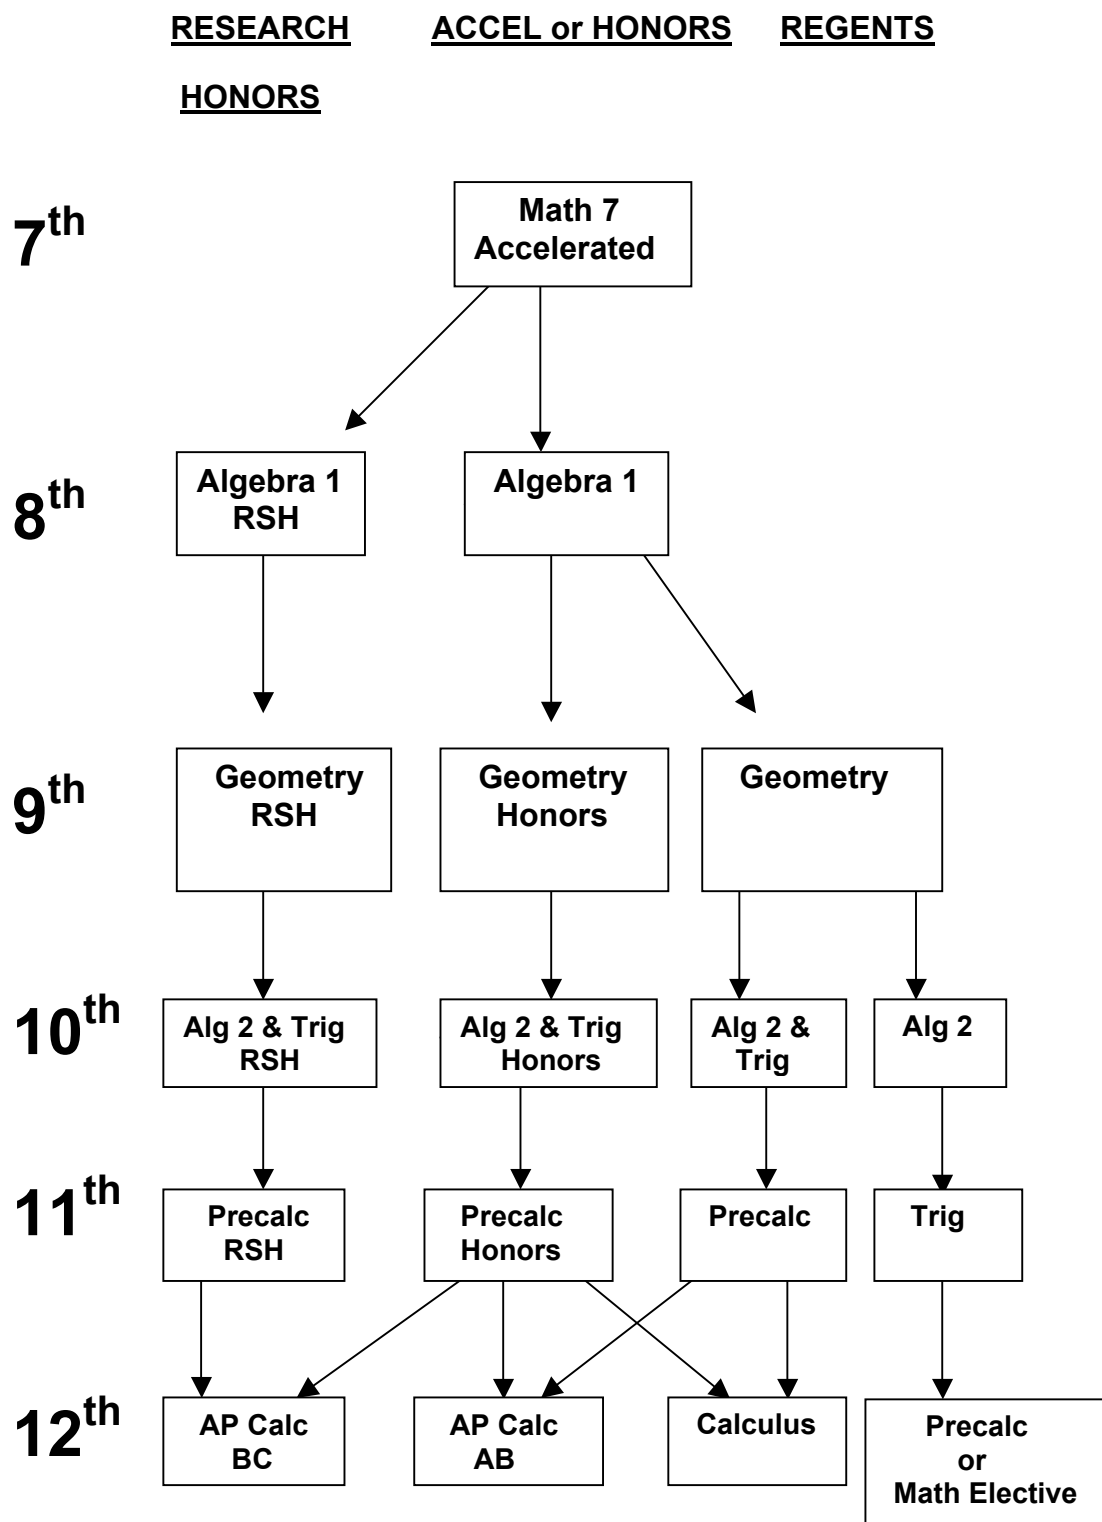 RESEARCH ACCEL or HONORS REGENTS
HONORS
7th
Math 7
Accelerated
8th
Algebra 1
RSH
Algebra 1
9th
Geometry
RSH
Geometry
Honors
Geometry
10th
Alg 2 & Trig
RSH
Alg 2 & Trig
Honors
Alg 2 &
Trig
Alg 2
11th
Precalc
RSH
Precalc
Honors
Precalc
Trig
12th
AP Calc
BC
AP Calc
AB
Calculus
Precalc
or
Math Elective